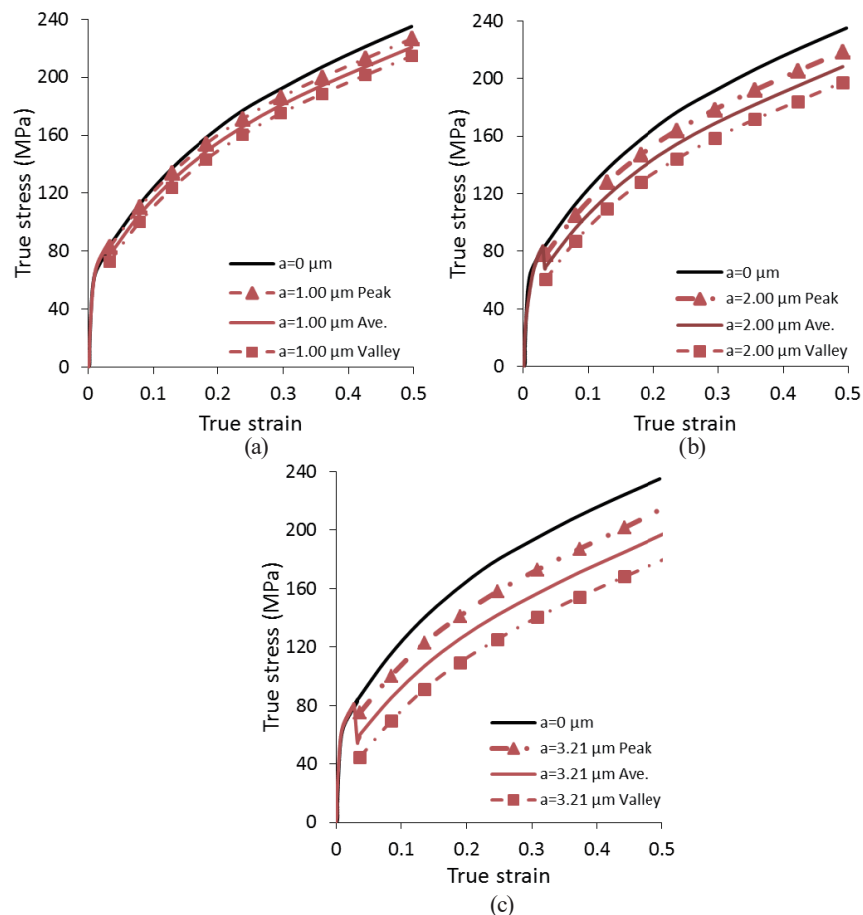 240
200
160
120
80
40
0
True stress (MPa)
a=0 μm
a=1.00 μm Peak
a=1.00 μm Ave.
a=1.00 μm Valley
0 0.1 0.2 0.3 0.4 0.5
True strain
(a)
240
200
160
120
80
40
0
True stress (MPa)
a=0 μm
a=2.00 μm Peak
a=2.00 μm Ave.
a=2.00 μm Valley
0 0.1 0.2 0.3 0.4 0.5
True strain
(b)
240
200
160
120
80
40
0
True stress (MPa)
a=0 μm
a=3.21 μm Peak
a=3.21 μm Ave.
a=3.21 μm Valley
0 0.1 0.2 0.3 0.4 0.5
True strain
(c)